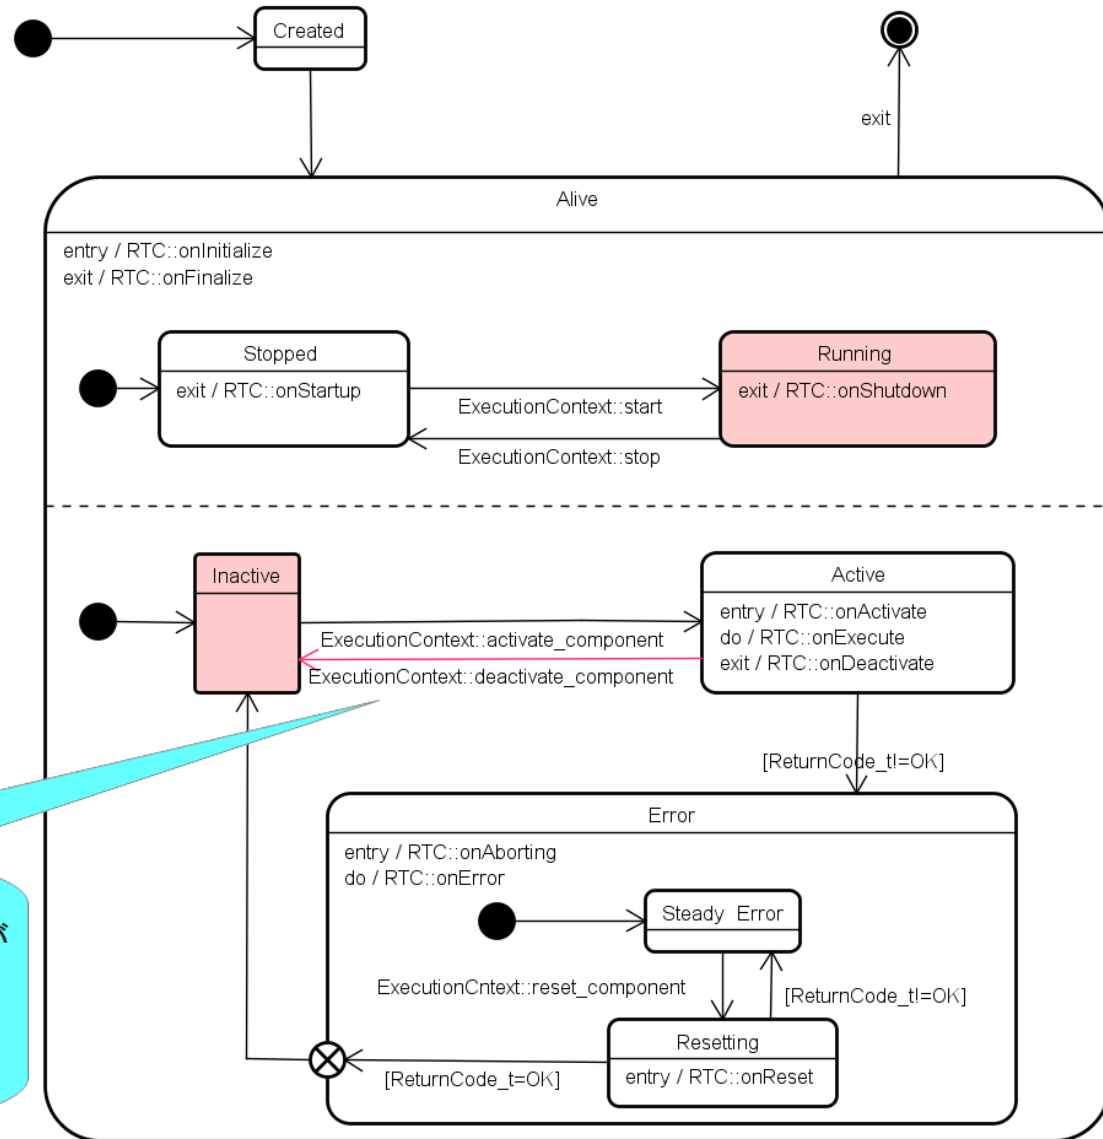 Created
exit
Alive
entry / RTC::onInitialize
exit / RTC::onFinalize
Stopped
exit / RTC::onStartup
Running
exit / RTC::onShutdown
ExecutionContext::start
ExecutionContext::stop
Inactive
Active
entry / RTC::onActivate
do / RTC::onExecute
exit / RTC::onDeactivate
ExecutionContext::activate_component
ExecutionContext::deactivate_component
[ReturnCode_t!=OK]
Error
entry / RTC::onAborting
do / RTC::onError
Steady Error
ExecutionCntext::reset_component
[ReturnCode_t!=OK]
Resetting
entry / RTC::onReset
[ReturnCode_t=OK]